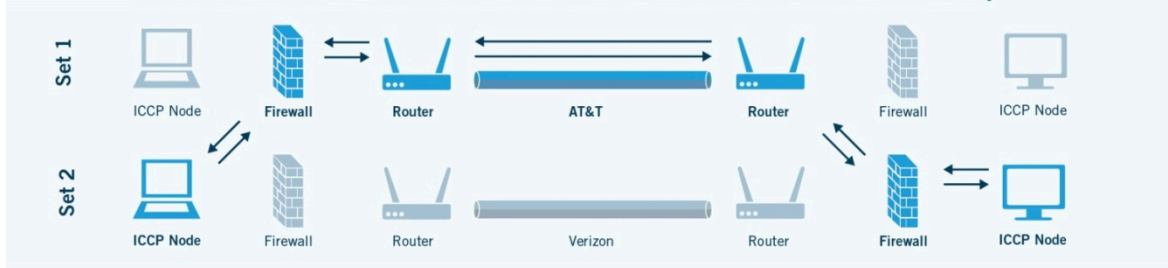 Set 1
ICCP Node Firewall Router AT&T Router Firewall ICCP Node
Set 2
ICCP Node Firewall Router Verizon Router Firewall ICCP Node